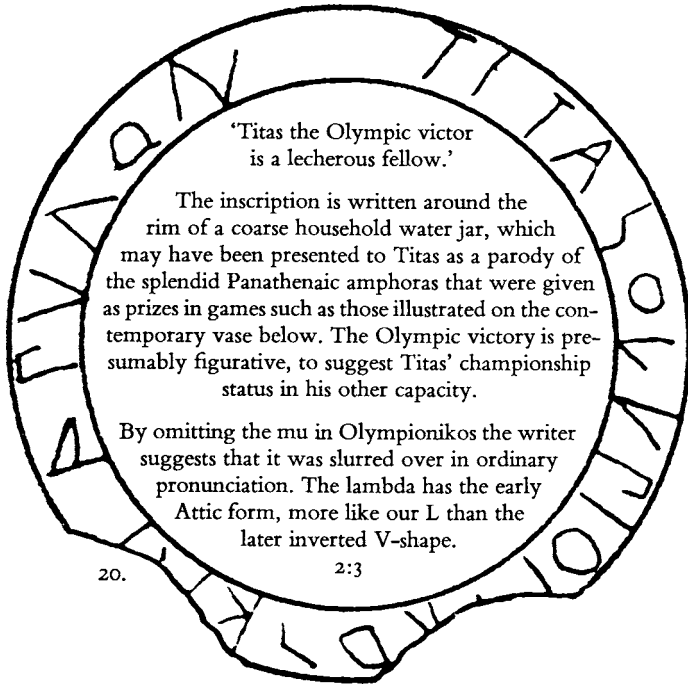 ΤΙΤΑΣ
‘Titas the Olympic victor
is a lecherous fellow.’
The inscription is written around the
rim of a coarse household water jar, which
may have been presented to Titas as a parody of
the splendid Panathenaic amphoras that were given
as prizes in games such as those illustrated on the con-
temporary vase below. The Olympic victory is pre-
sumably figurative, to suggest Titas’ championship
status in his other capacity.
By omitting the mu in Olympionikos the writer
suggests that it was slurred over in ordinary
pronunciation. The lambda has the early
Attic form, more like our L than the
later inverted V-shape.
20.
2:3